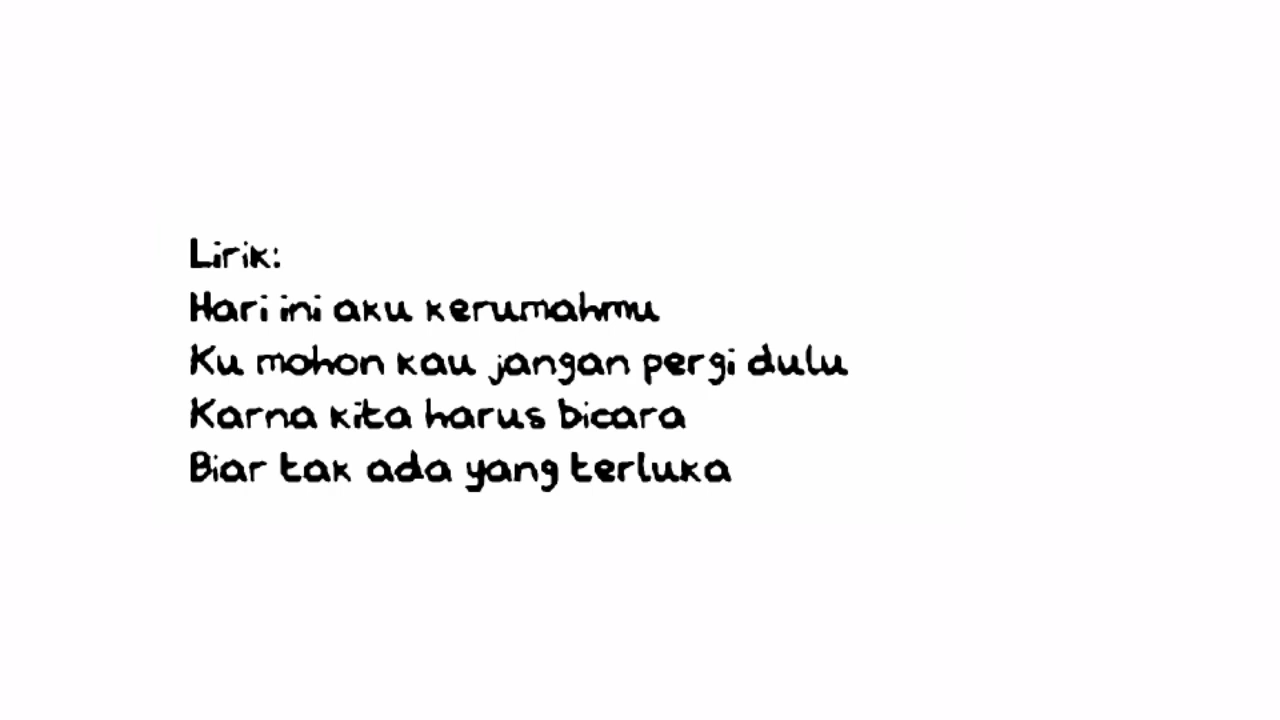 Lirik:
Hari ini aku kerumahmu
Ku mohon kau jangan pergi dulu
Karna kita harus bicara
Biar tak ada yang terluka